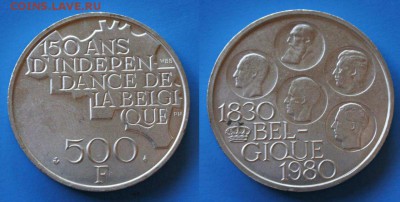 COINS.LAVE.RU
150 ANS
D'INDEPEN-
DANCE DE
LA BELGI
QUE
500
F
1830
BEL-
GIQUE
1980